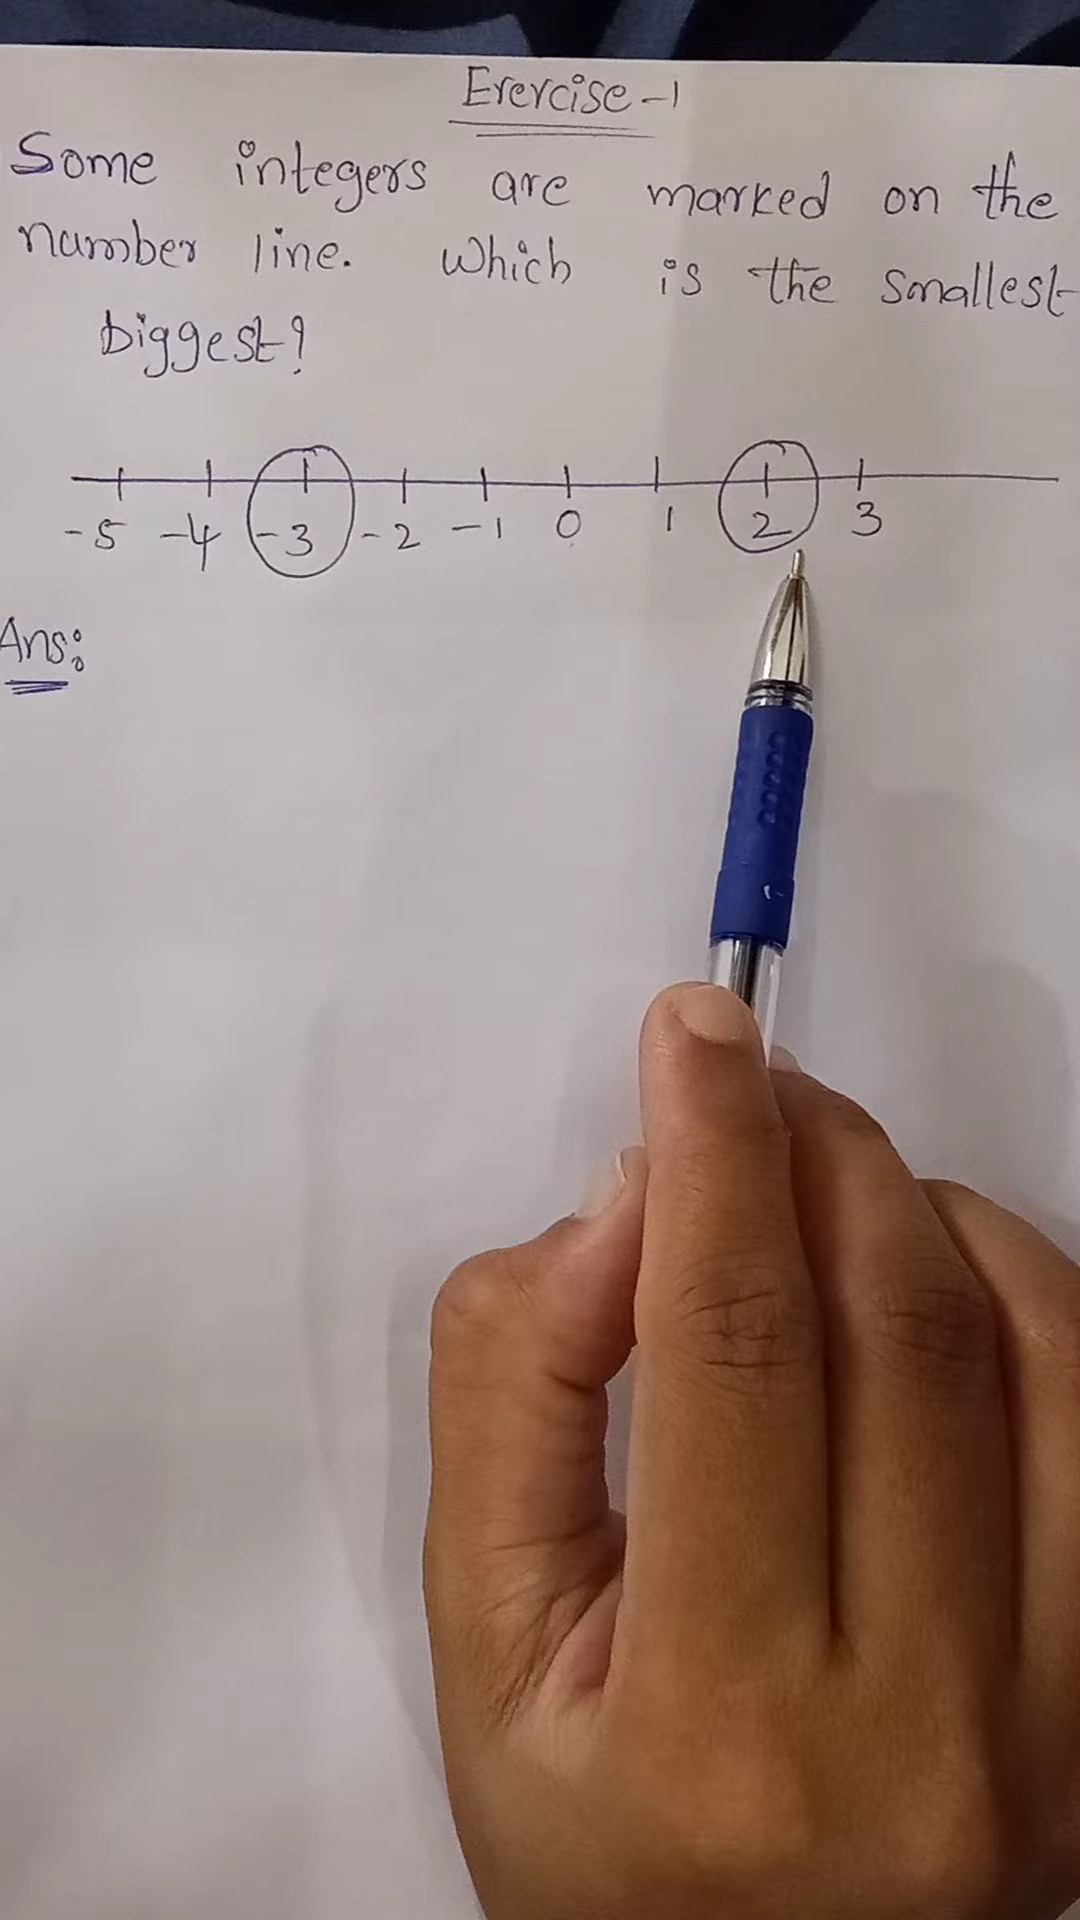 Erercise-1
Some integers are marked on the
number line. Which is the smallest
biggest?
-5 -4 -3 -2 -1 0 1 2 3
Ans: